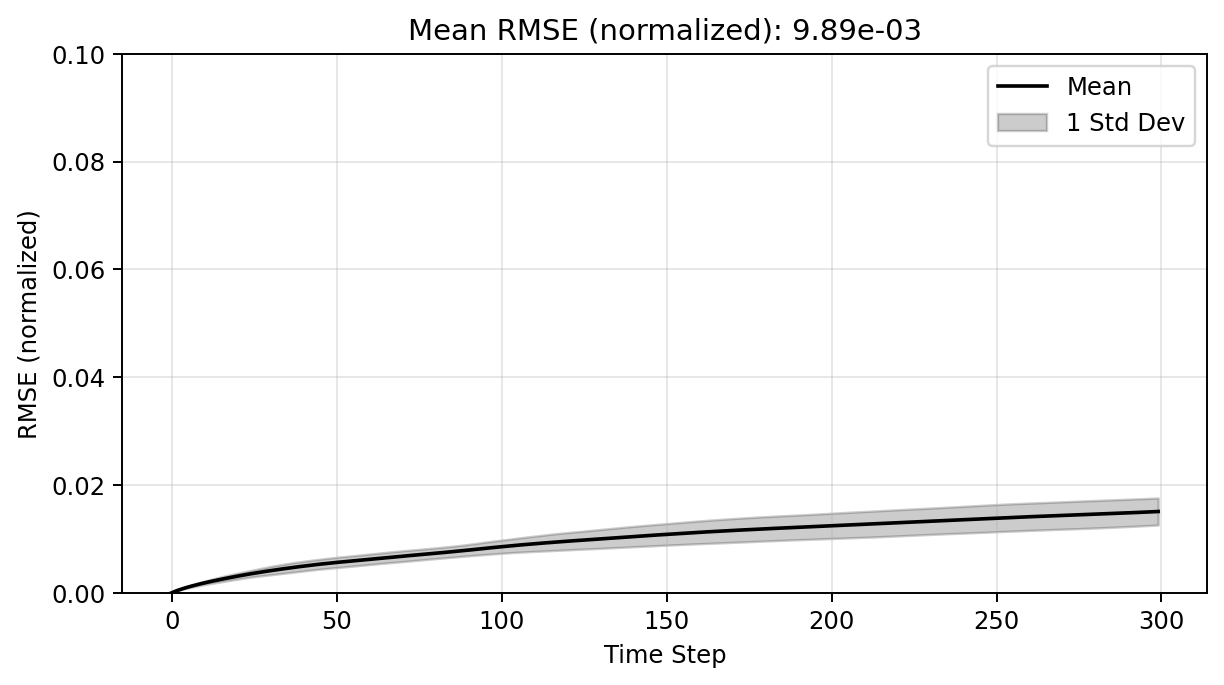 Mean RMSE (normalized): 9.89e-03
Mean
1 Std Dev
RMSE (normalized)
0.10
0.08
0.06
0.04
0.02
0.00
0 50 100 150 200 250 300
Time Step